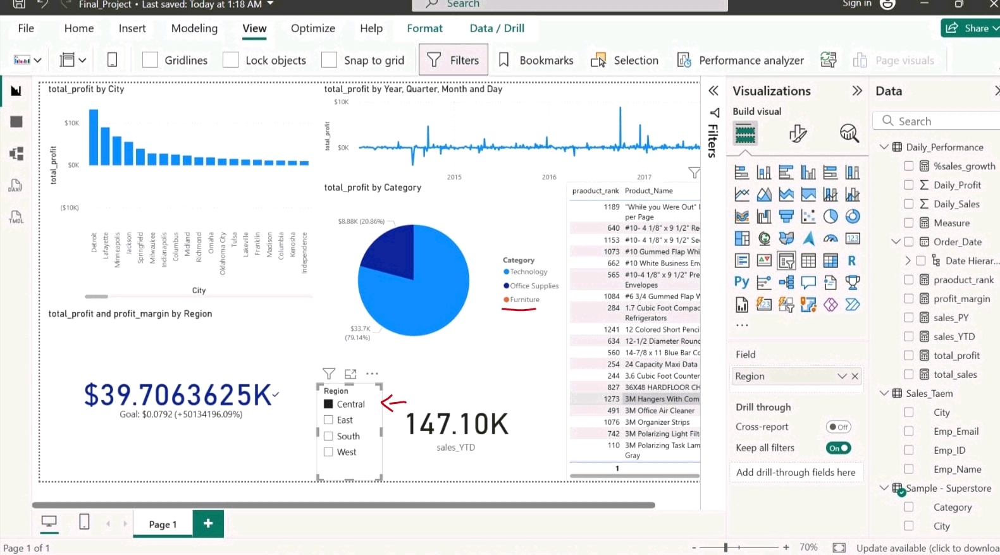 Final_Project • Last saved: Today at 1:18 AM
Search
Sign in
File Home Insert Modeling View Optimize Help Format Data / Drill
Share
Gridlines Lock objects Snap to grid Filters Bookmarks Selection Performance analyzer Page visuals
total_profit by City
total_profit
$10K
$0K
($10K)
Detroit
Lafayette
Minneapolis
Jackson
Springfield
Milwaukee
Indianapolis
Columbus
Midland
Richmond
Omaha
Oklahoma City
Tulsa
Lakeville
Franklin
Madison
Columbia
Kenosha
Independence
City
total_profit by Year, Quarter, Month and Day
total_profit
$10K
$0K
2015 2016 2017
total_profit by Category
$8.88K (20.86%)
$33.7K
(79.14%)
Category
Technology
Office Supplies
Furniture
praoduct_rank Product_Name
1189 "While you Were Out"
per Page
640 #10- 4 1/8" x 9 1/2" Re
1153 #10- 4 1/8" x 9 1/2" Se
1073 #10 Gummed Flap Whi
662 #10 White Business Env
565 #10-4 1/8" x 9 1/2" Pre
Envelopes
1084 #6 3/4 Gummed Flap W
284 1.7 Cubic Foot Compac
Refrigerators
1241 12 Colored Short Penci
634 12-1/2 Diameter Round
560 14-7/8 x 11 Blue Bar Co
254 24 Capacity Maxi Data
244 3.6 Cubic Foot Counter
827 36X48 HARDFLOOR CH
1273 3M Hangers With Com
491 3M Office Air Cleaner
1076 3M Organizer Strips
742 3M Polarizing Light Filt
110 3M Polarizing Task Lam
Gray
1
total_profit and profit_margin by Region
$39.7063625K
Goal: $0.0792 (+50134196.09%)
Region
Central
East
South
West
147.10K
sales_YTD
Filters
Visualizations
Build visual
123
R
Py
Field
Region
Drill through
Cross-report
Off
Keep all filters
On
Add drill-through fields here
Data
Search
Daily_Performance
%sales_growth
Daily_Profit
Daily_Sales
Measure
Order_Date
Date Hierar...
praoduct_rank
profit_margin
sales_PY
sales_YTD
total_profit
total_sales
Sales_Taem
City
Emp_Email
Emp_ID
Emp_Name
Sample - Superstore
Category
City
DAX
TMDL
Page 1
Page 1 of 1
- + 70%
Update available (click to downloa